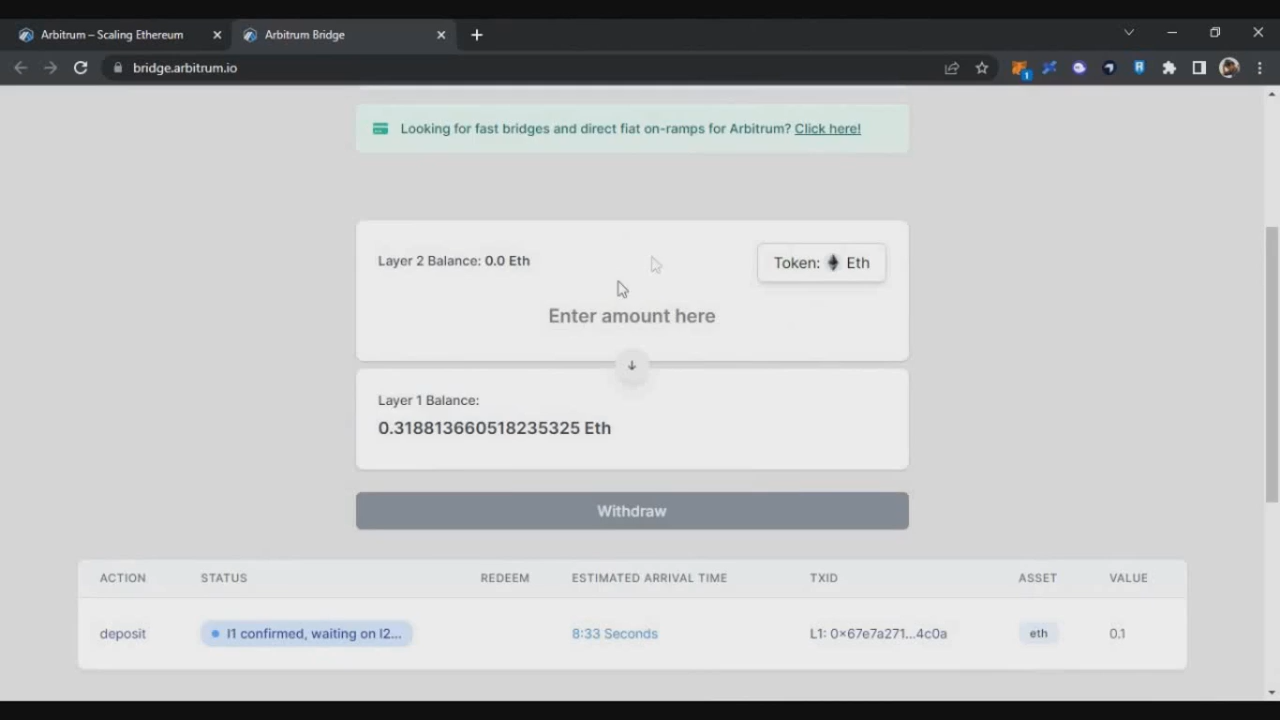 Arbitrum – Scaling Ethereum
Arbitrum Bridge
bridge.arbitrum.io
1
Looking for fast bridges and direct fiat on-ramps for Arbitrum? Click here!
Layer 2 Balance: 0.0 Eth
Token: Eth
Enter amount here
Layer 1 Balance:
0.318813660518235325 Eth
Withdraw
ACTION STATUS REDEEM ESTIMATED ARRIVAL TIME TXID ASSET VALUE
deposit l1 confirmed, waiting on l2... 8:33 Seconds L1: 0x67e7a271...4c0a eth 0.1